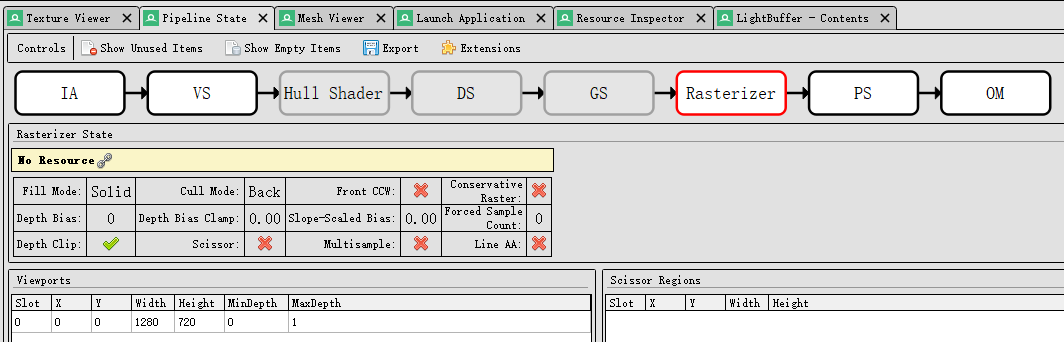 Texture Viewer Pipeline State Mesh Viewer Launch Application Resource Inspector LightBuffer - Contents
Controls Show Unused Items Show Empty Items Export Extensions
IA VS Hull Shader DS GS Rasterizer PS OM
Rasterizer State
No Resource
Fill Mode: Solid Cull Mode: Back Front CCW: Conservative Raster:
Depth Bias: 0 Depth Bias Clamp: 0.00 Slope-Scaled Bias: 0.00 Forced Sample Count: 0
Depth Clip: Scissor: Multisample: Line AA:
Viewports
Slot X Y Width Height MinDepth MaxDepth
0 0 0 1280 720 0 1
Scissor Regions
Slot X Y Width Height